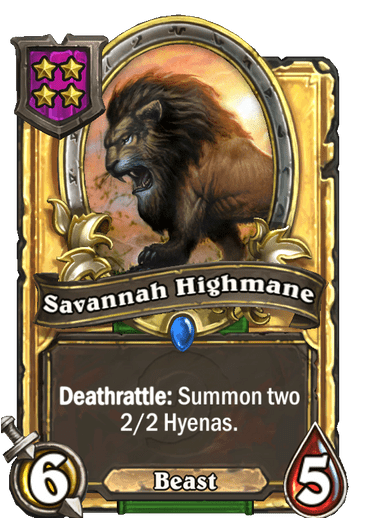 Savannah Highmane
Deathrattle: Summon two
2/2 Hyenas.
6
Beast
5